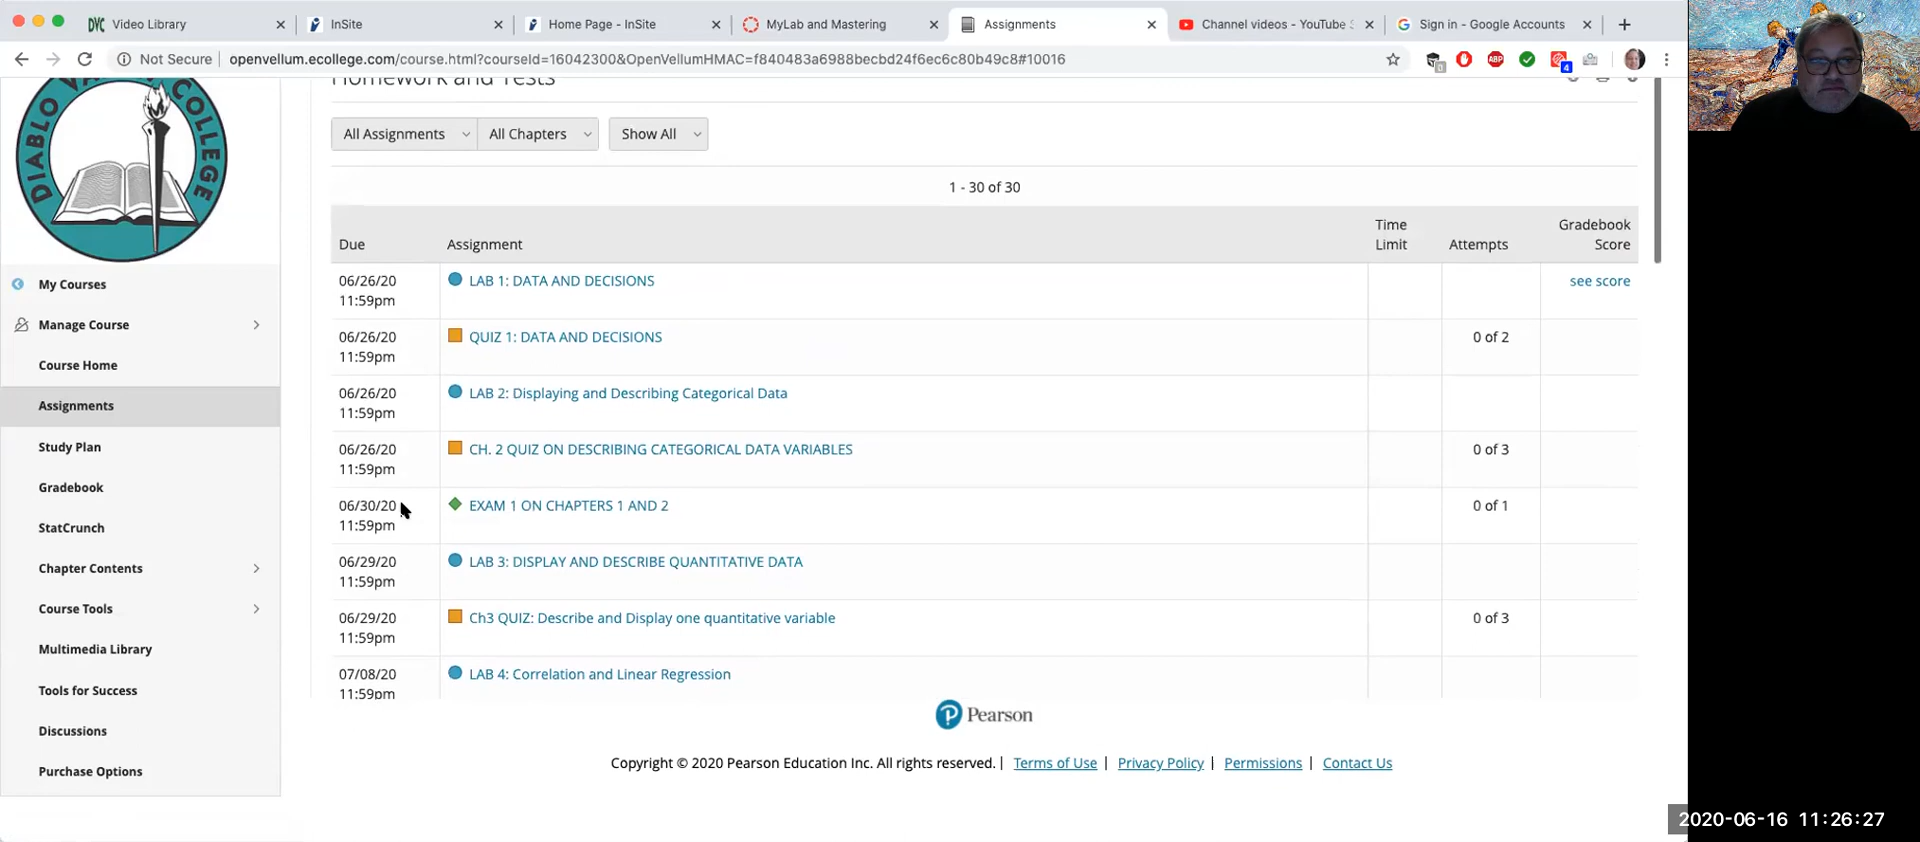 DVC Video Library
InSite
Home Page - InSite
MyLab and Mastering
Assignments
Channel videos - YouTube S
Sign in - Google Accounts
Not Secure | openvellum.ecollege.com/course.html?courseId=16042300&OpenVellumHMAC=f840483a6988becbd24f6ec6c80b49c8#10016
ABP
4
DIABLO VA COLLEGE
Homework and Tests
All Assignments
All Chapters
Show All
1 - 30 of 30
Due
Assignment
Time Limit
Attempts
Gradebook Score
06/26/20 11:59pm
LAB 1: DATA AND DECISIONS
see score
06/26/20 11:59pm
QUIZ 1: DATA AND DECISIONS
0 of 2
06/26/20 11:59pm
LAB 2: Displaying and Describing Categorical Data
06/26/20 11:59pm
CH. 2 QUIZ ON DESCRIBING CATEGORICAL DATA VARIABLES
0 of 3
06/30/20 11:59pm
EXAM 1 ON CHAPTERS 1 AND 2
0 of 1
06/29/20 11:59pm
LAB 3: DISPLAY AND DESCRIBE QUANTITATIVE DATA
06/29/20 11:59pm
Ch3 QUIZ: Describe and Display one quantitative variable
0 of 3
07/08/20 11:59pm
LAB 4: Correlation and Linear Regression
My Courses
Manage Course
Course Home
Assignments
Study Plan
Gradebook
StatCrunch
Chapter Contents
Course Tools
Multimedia Library
Tools for Success
Discussions
Purchase Options
Pearson
Copyright © 2020 Pearson Education Inc. All rights reserved. | Terms of Use | Privacy Policy | Permissions | Contact Us
2020-06-16 11:26:27